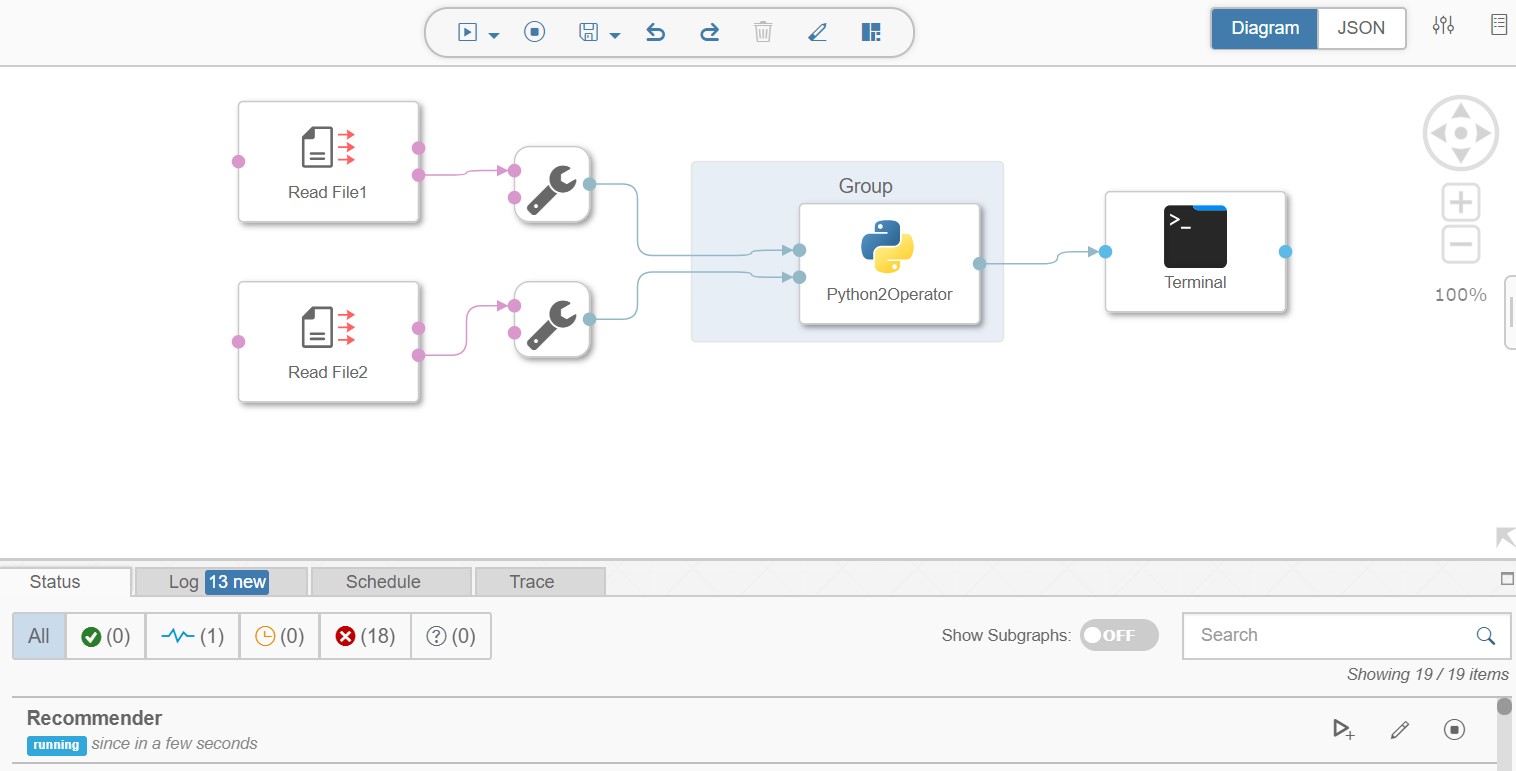 Diagram JSON
Read File1
Group
>_
Python2Operator
Terminal
100%
Read File2
Status Log 13 new Schedule Trace
All (0) (1) (0) (18) ? (0) Show Subgraphs: OFF Search
Showing 19 / 19 items
Recommender
running since in a few seconds